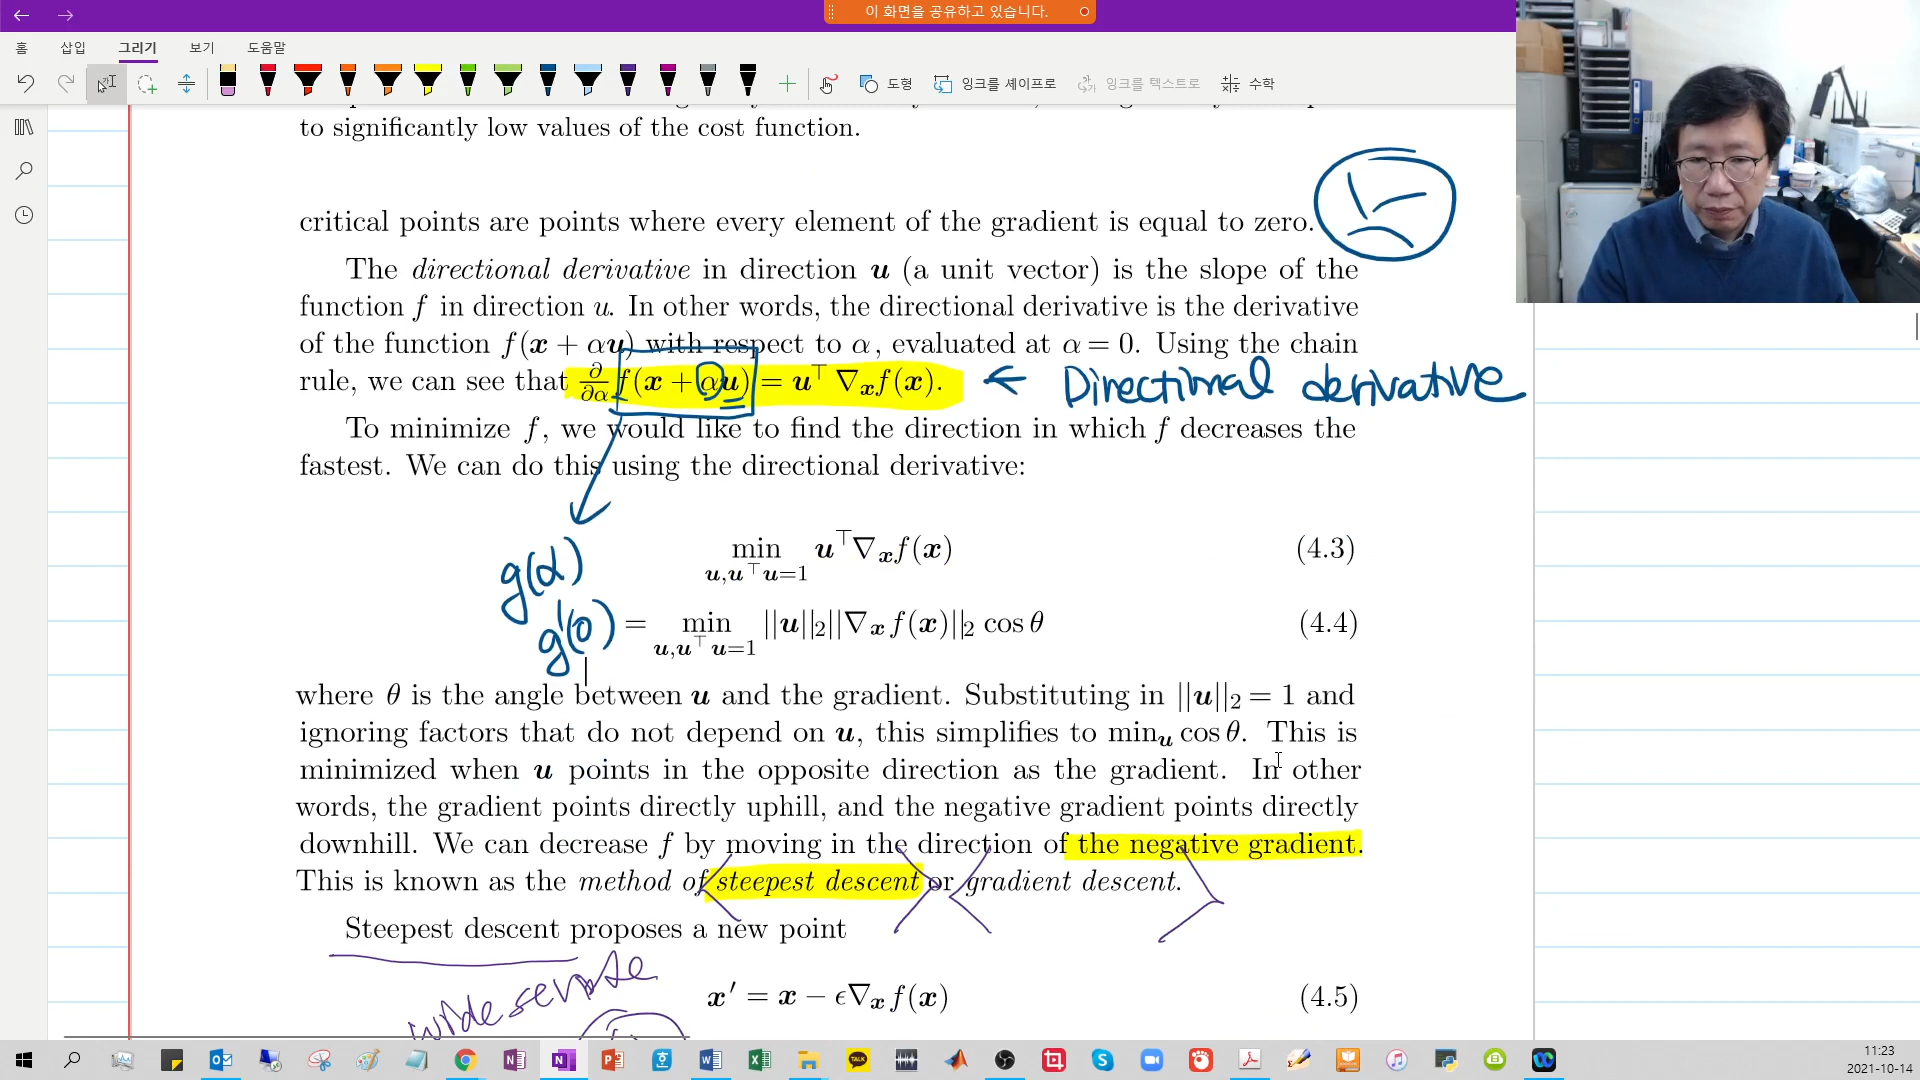 이 화면을 공유하고 있습니다.
홈 삽입 그리기 보기 도움말
도형 잉크를 셰이프로 잉크를 텍스트로 수학
to significantly low values of the cost function.
critical points are points where every element of the gradient is equal to zero.
The directional derivative in direction u (a unit vector) is the slope of the
function f in direction u. In other words, the directional derivative is the derivative
of the function f(x + αu) with respect to α, evaluated at α = 0. Using the chain
rule, we can see that ∂/∂α f(x + αu) = u⊤ ∇ₓf(x). ← Directional derivative
To minimize f, we would like to find the direction in which f decreases the
fastest. We can do this using the directional derivative:
min u,u⊤u=1 u⊤∇ₓf(x) (4.3)
g(α)
g'(0)
= min u,u⊤u=1 ||u||₂||∇ₓf(x)||₂ cos θ (4.4)
where θ is the angle between u and the gradient. Substituting in ||u||₂ = 1 and
ignoring factors that do not depend on u, this simplifies to minᵤ cos θ. This is
minimized when u points in the opposite direction as the gradient. In other
words, the gradient points directly uphill, and the negative gradient points directly
downhill. We can decrease f by moving in the direction of the negative gradient.
This is known as the method of steepest descent or gradient descent.
Steepest descent proposes a new point
x′ = x − ϵ∇ₓf(x) (4.5)
11:23
2021-10-14